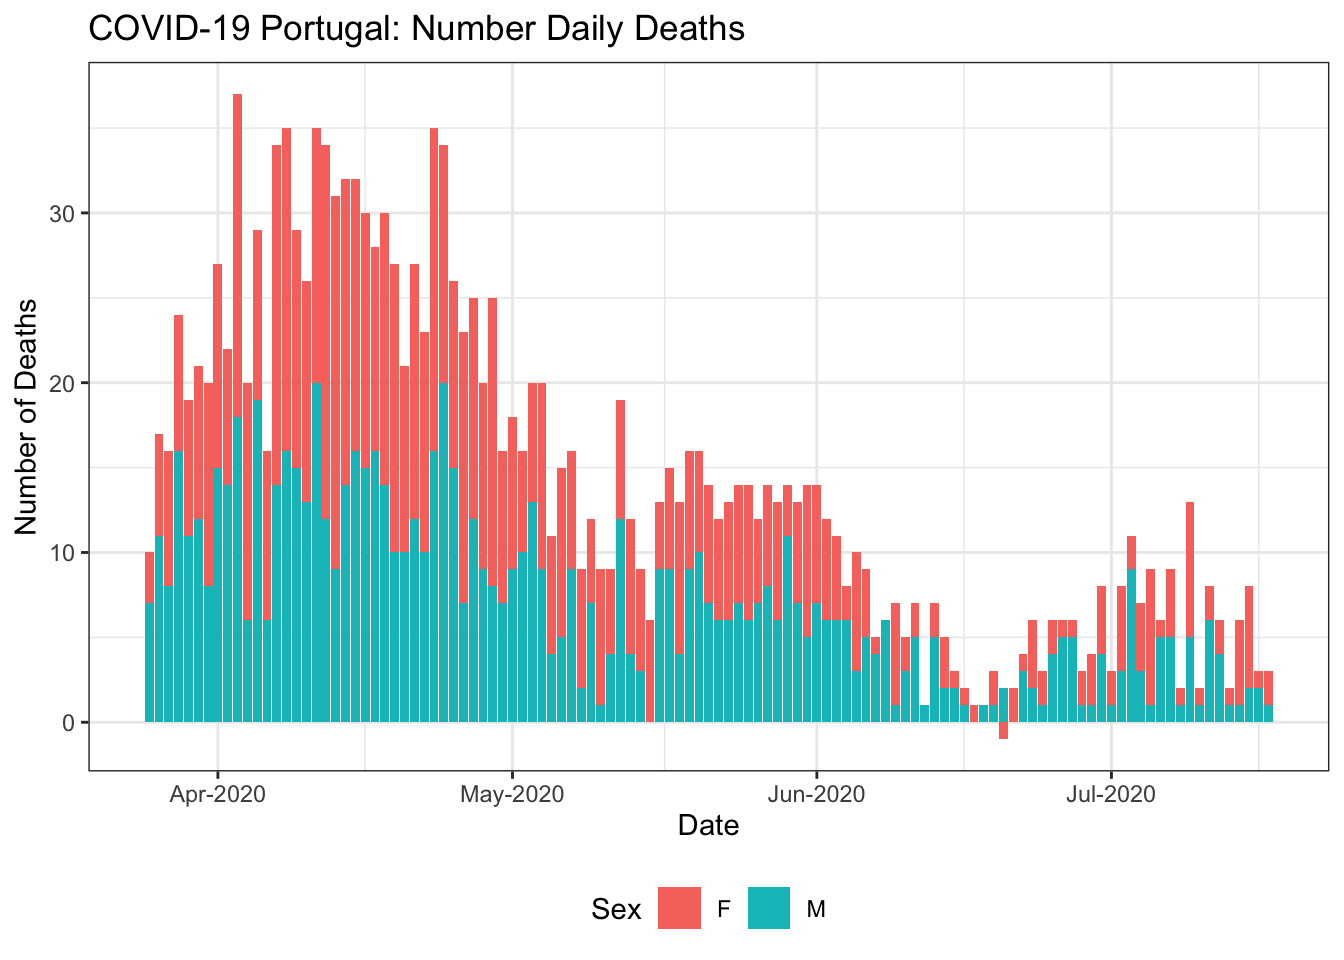 COVID-19 Portugal: Number Daily Deaths
Number of Deaths
30
20
10
0
Apr-2020 May-2020 Jun-2020 Jul-2020
Date
Sex F M